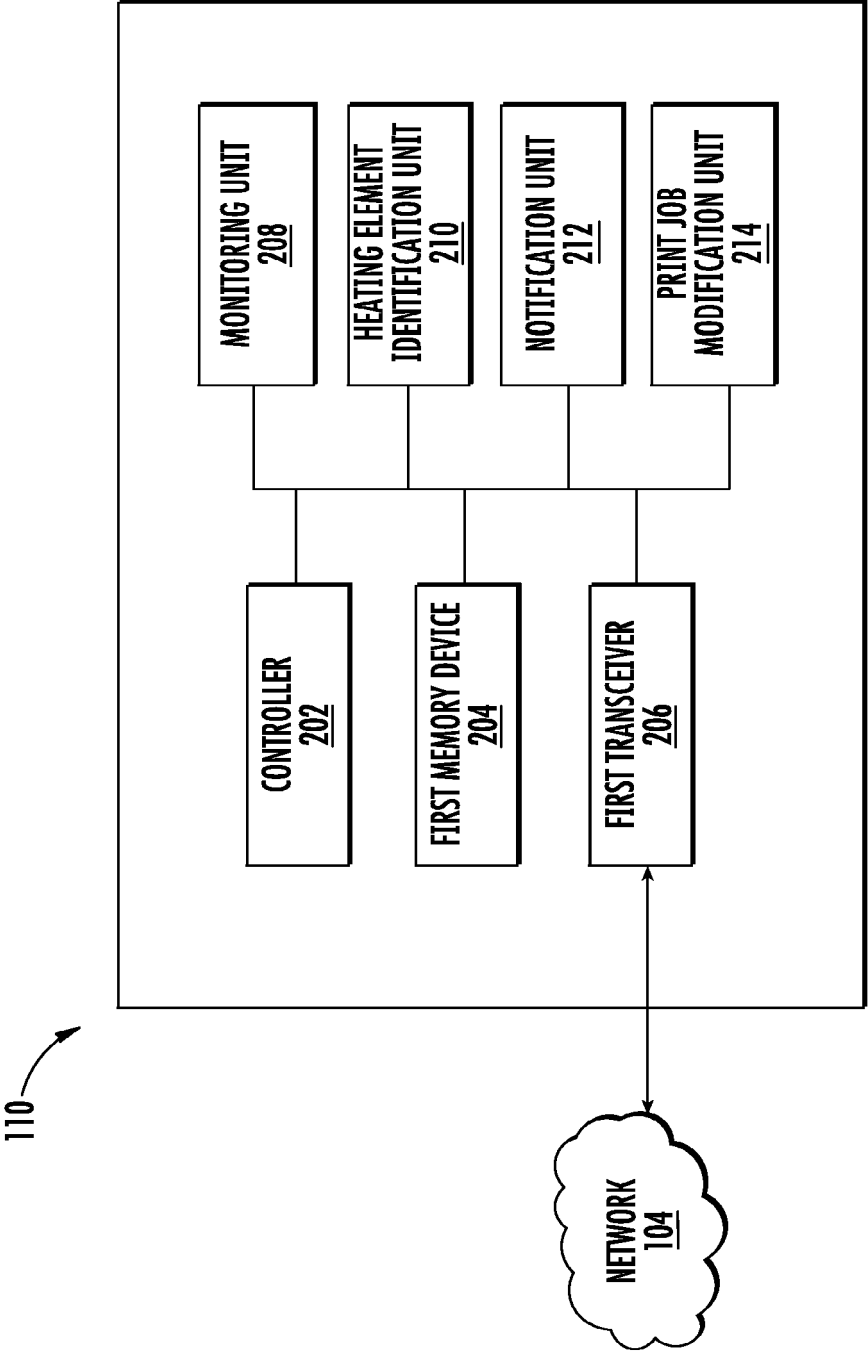 110
CONTROLLER
202
FIRST MEMORY DEVICE
204
FIRST TRANSCEIVER
206
MONITORING UNIT
208
HEATING ELEMENT
IDENTIFICATION UNIT
210
NOTIFICATION UNIT
212
PRINT JOB
MODIFICATION UNIT
214
NETWORK
104